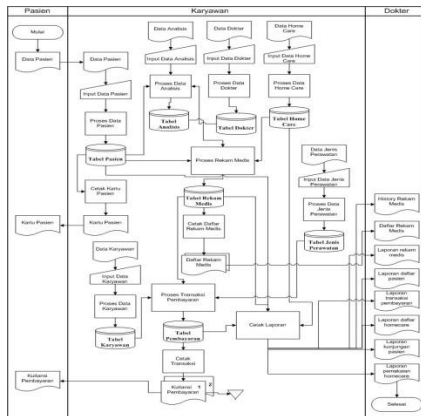 Pasien
Karyawan
Dokter
Mulai
Data Pasien
Data Pasien
Input Data Pasien
Proses Data
Pasien
Tabel Pasien
Cetak Kartu
Pasien
Kartu Pasien
Kartu Pasien
Data Analisis
Input Data Analisis
Proses Data
Analisis
Tabel
Analisis
Data Dokter
Input Data Dokter
Proses Data
Dokter
Tabel Dokter
Data Home
Care
Input Data Home
Care
Proses Data
Home Care
Tabel Home
Care
Proses Rekam Medis
Tabel Rekam
Medis
Cetak Daftar
Rekam Medis
Daftar Rekam
Medis
Data Jenis
Perawatan
Input Data Jenis
Perawatan
Proses Data
Jenis
Perawatan
Tabel Jenis
Perawatan
Data Karyawan
Input Data
Karyawan
Proses Data
Karyawan
Tabel
Karyawan
Proses Transaksi
Pembayaran
Tabel
Pembayaran
Cetak
Transaksi
Kuitansi
Pembayaran
1
2
Kuitansi
Pembayaran
Cetak Laporan
History Rekam
Medis
Daftar Rekam
Medis
Laporan rekam
medis
Laporan daftar
pasien
Laporan
transaksi
pembayaran
Laporan daftar
homecare
Laporan
kunjungan
pasien
Laporan
pemakaian
homecare
Selesai